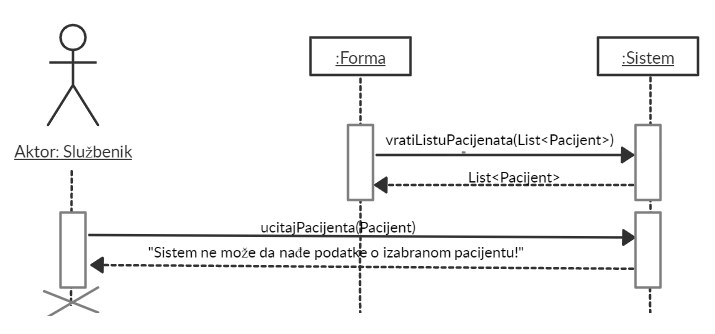 :Forma
:Sistem
Aktor: Službenik
vratiListuPacijenata(List<Pacijent>)
List<Pacijent>
ucitajPacijenta(Pacijent)
"Sistem ne može da nađe podatke o izabranom pacijentu!"